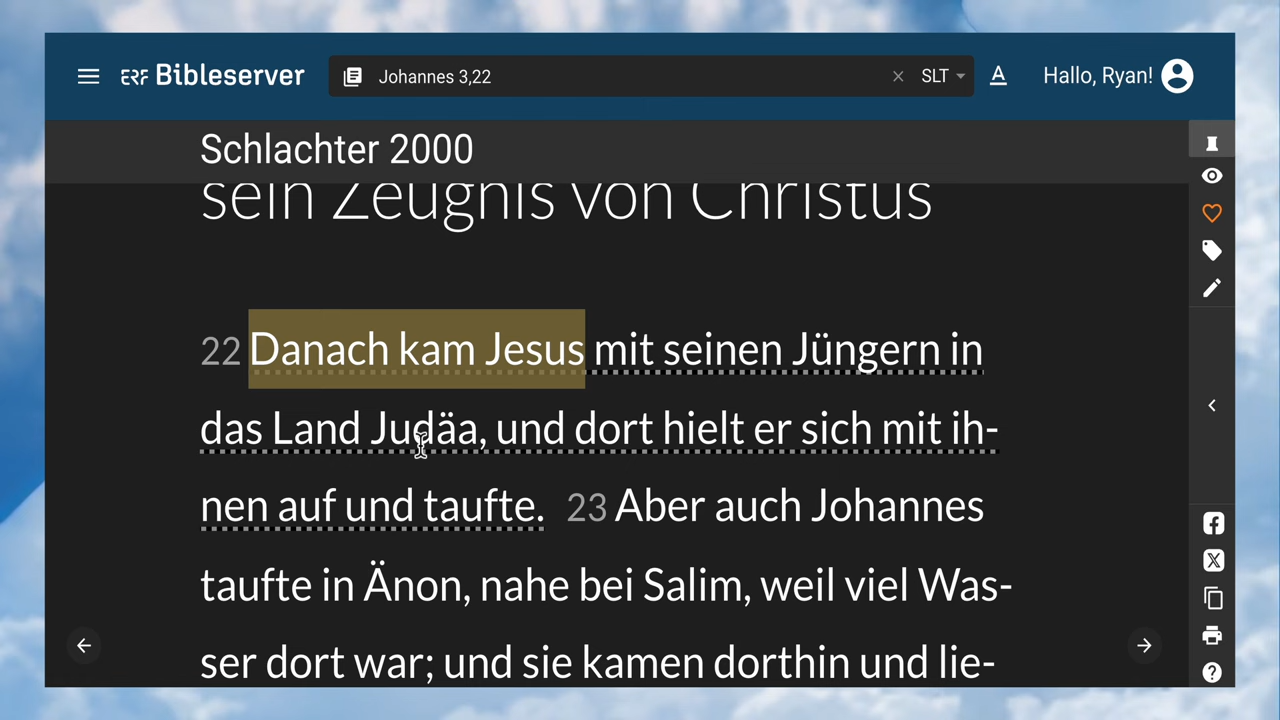 ERF Bibleserver
Johannes 3,22
SLT
A
Hallo, Ryan!
Schlachter 2000
sein Zeugnis von Christus
22 Danach kam Jesus mit seinen Jüngern in
das Land Judäa, und dort hielt er sich mit ih-
nen auf und taufte. 23 Aber auch Johannes
taufte in Änon, nahe bei Salim, weil viel Was-
ser dort war; und sie kamen dorthin und lie-